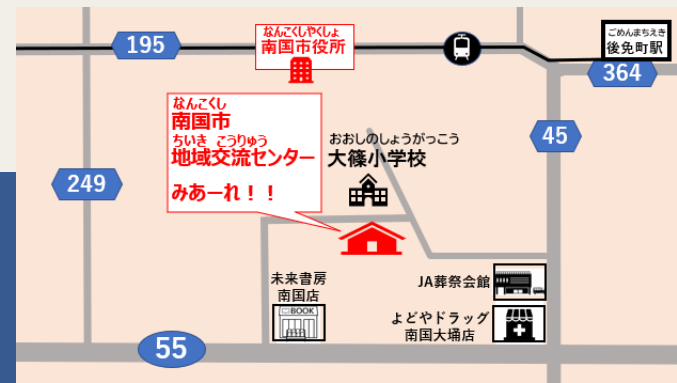 195
なんこくしやくしょ
南国市役所
ごめんまちえき
後免町駅
364
なんこくし
南国市
ちいき こうりゅう
地域交流センター
みあーれ！！
おおしのしょうがっこう
大篠小学校
45
249
未来書房
南国店
BOOK
JA葬祭会館
よどやドラッグ
南国大埇店
55